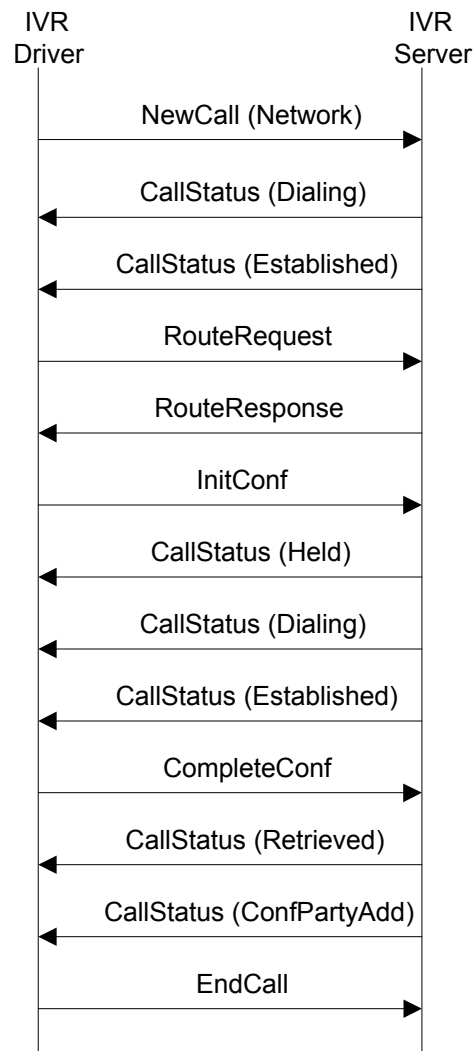 IVR
Driver
IVR
Server
NewCall (Network)
CallStatus (Dialing)
CallStatus (Established)
RouteRequest
RouteResponse
InitConf
CallStatus (Held)
CallStatus (Dialing)
CallStatus (Established)
CompleteConf
CallStatus (Retrieved)
CallStatus (ConfPartyAdd)
EndCall